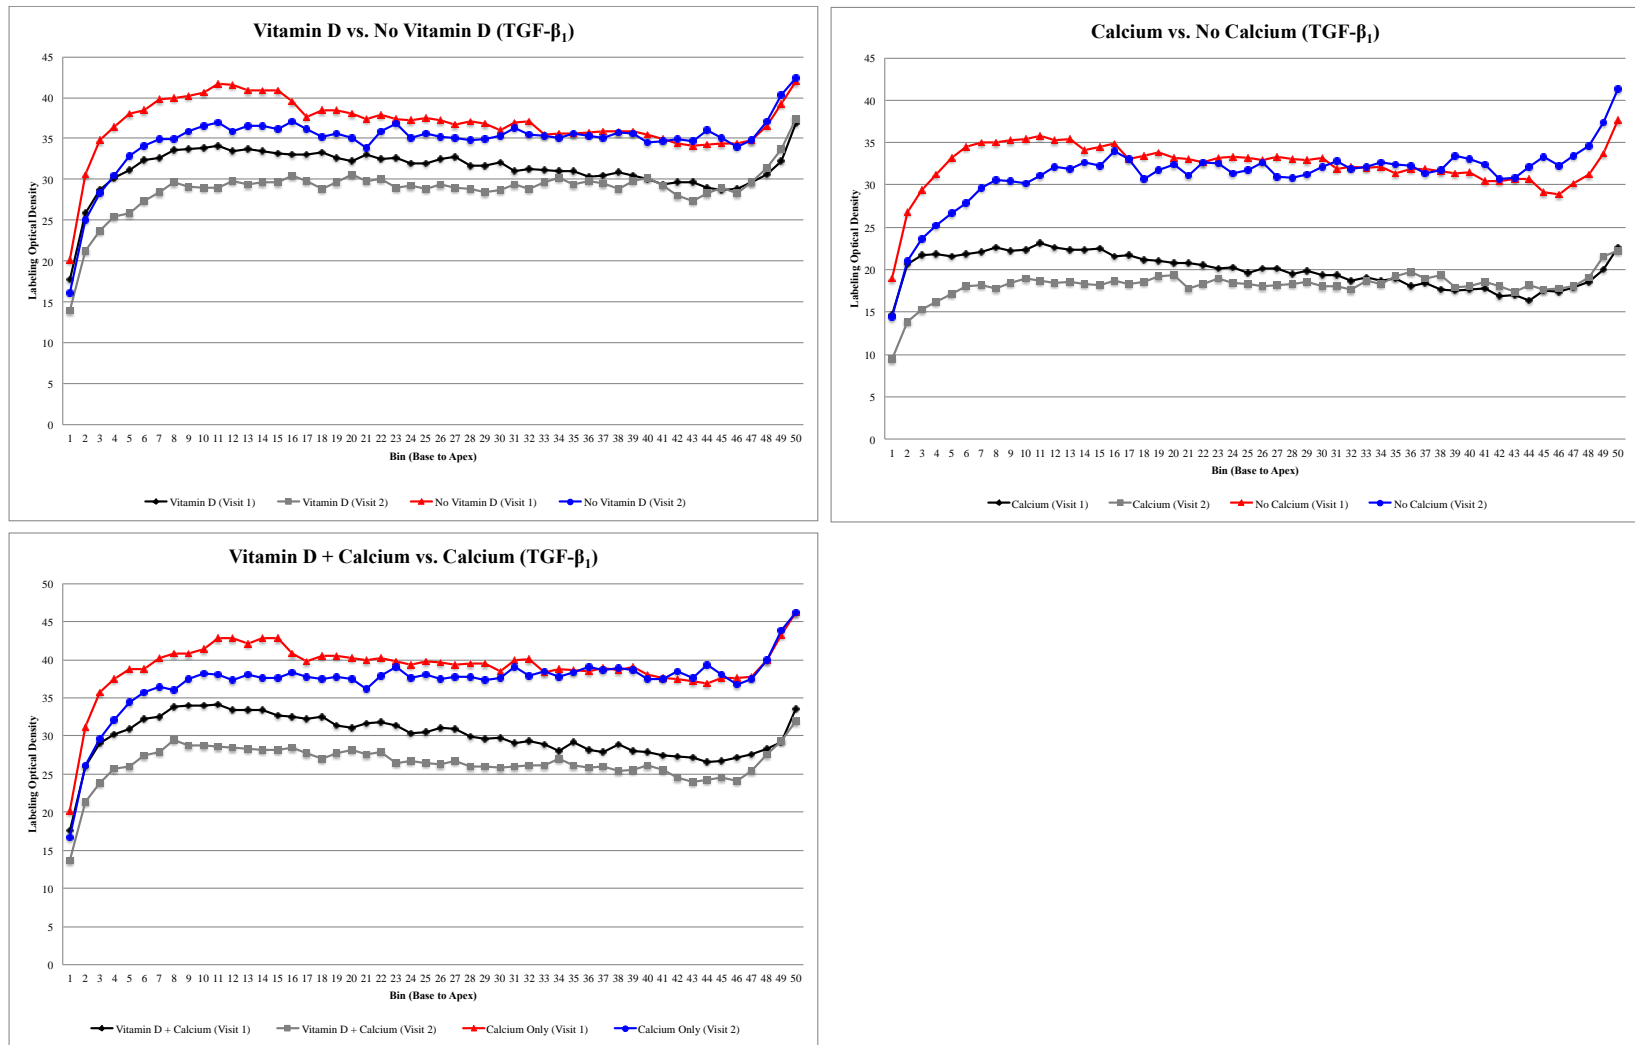 Vitamin D vs. No Vitamin D (TGF-β₁)
45
40
35
30
25
20
15
10
5
0
Labeling Optical Density
1 2 3 4 5 6 7 8 9 10 11 12 13 14 15 16 17 18 19 20 21 22 23 24 25 26 27 28 29 30 31 32 33 34 35 36 37 38 39 40 41 42 43 44 45 46 47 48 49 50
Bin (Base to Apex)
Vitamin D (Visit 1) Vitamin D (Visit 2) No Vitamin D (Visit 1) No Vitamin D (Visit 2)
Calcium vs. No Calcium (TGF-β₁)
45
40
35
30
25
20
15
10
5
0
Labeling Optical Density
1 2 3 4 5 6 7 8 9 10 11 12 13 14 15 16 17 18 19 20 21 22 23 24 25 26 27 28 29 30 31 32 33 34 35 36 37 38 39 40 41 42 43 44 45 46 47 48 49 50
Bin (Base to Apex)
Calcium (Visit 1) Calcium (Visit 2) No Calcium (Visit 1) No Calcium (Visit 2)
Vitamin D + Calcium vs. Calcium (TGF-β₁)
50
45
40
35
30
25
20
15
10
5
0
Labeling Optical Density
1 2 3 4 5 6 7 8 9 10 11 12 13 14 15 16 17 18 19 20 21 22 23 24 25 26 27 28 29 30 31 32 33 34 35 36 37 38 39 40 41 42 43 44 45 46 47 48 49 50
Bin (Base to Apex)
Vitamin D + Calcium (Visit 1) Vitamin D + Calcium (Visit 2) Calcium Only (Visit 1) Calcium Only (Visit 2)